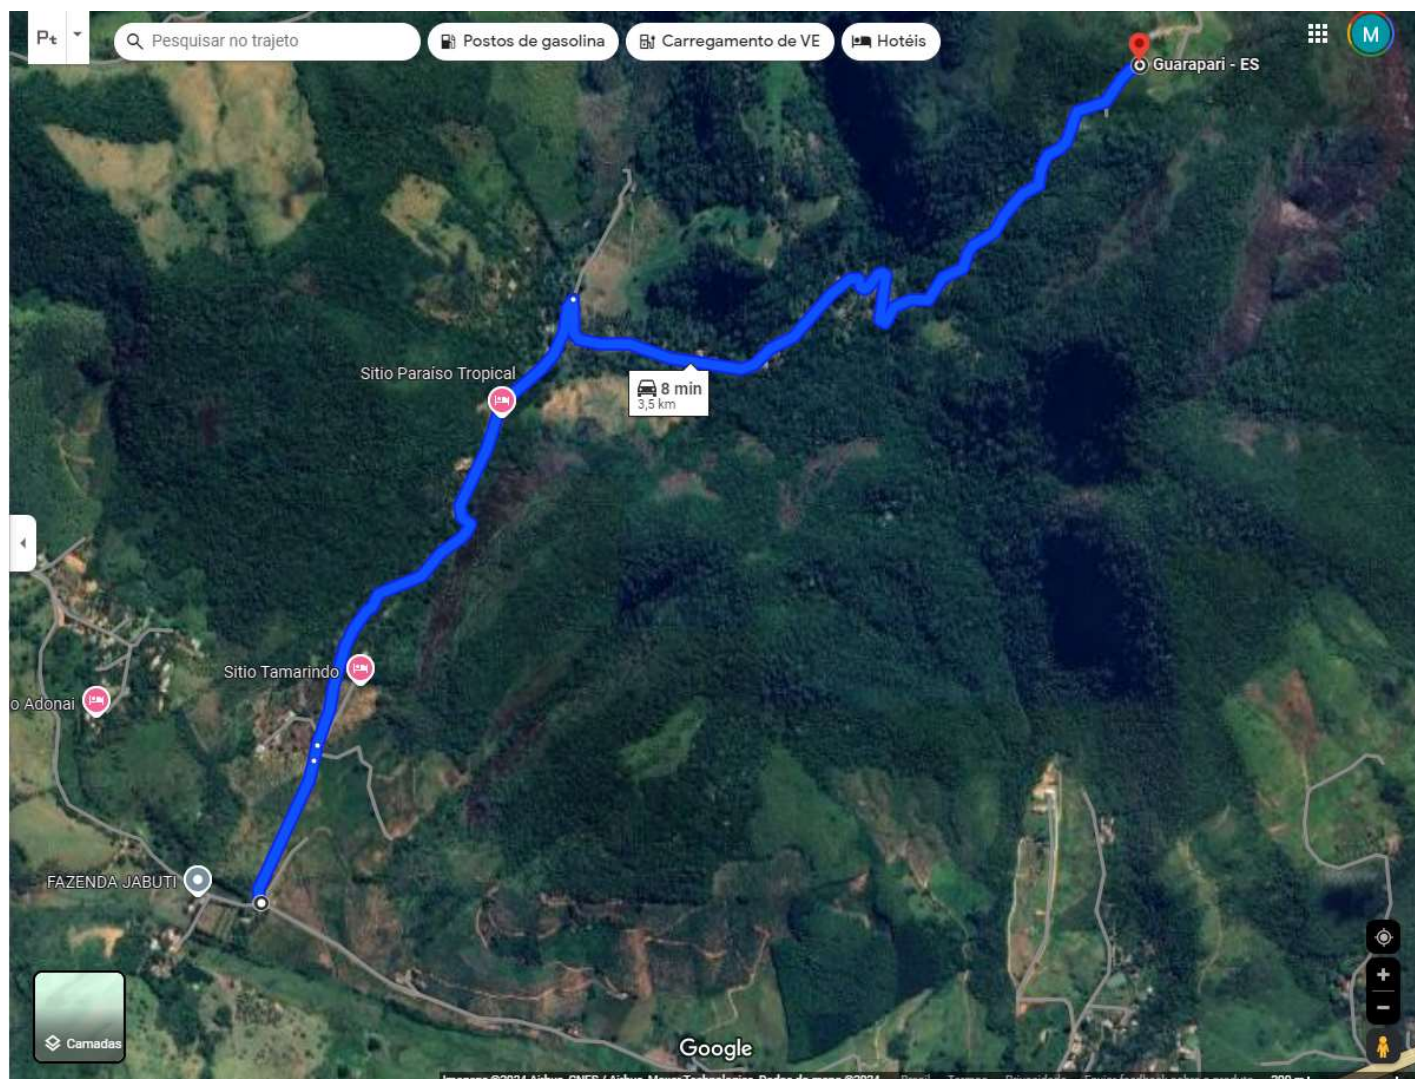 Pt
Pesquisar no trajeto
Postos de gasolina
Carregamento de VE
Hotéis
M
Guarapari - ES
Sitio Paraíso Tropical
8 min
3,5 km
Sitio Tamarindo
o Adonai
FAZENDA JABUTI
Camadas
Google